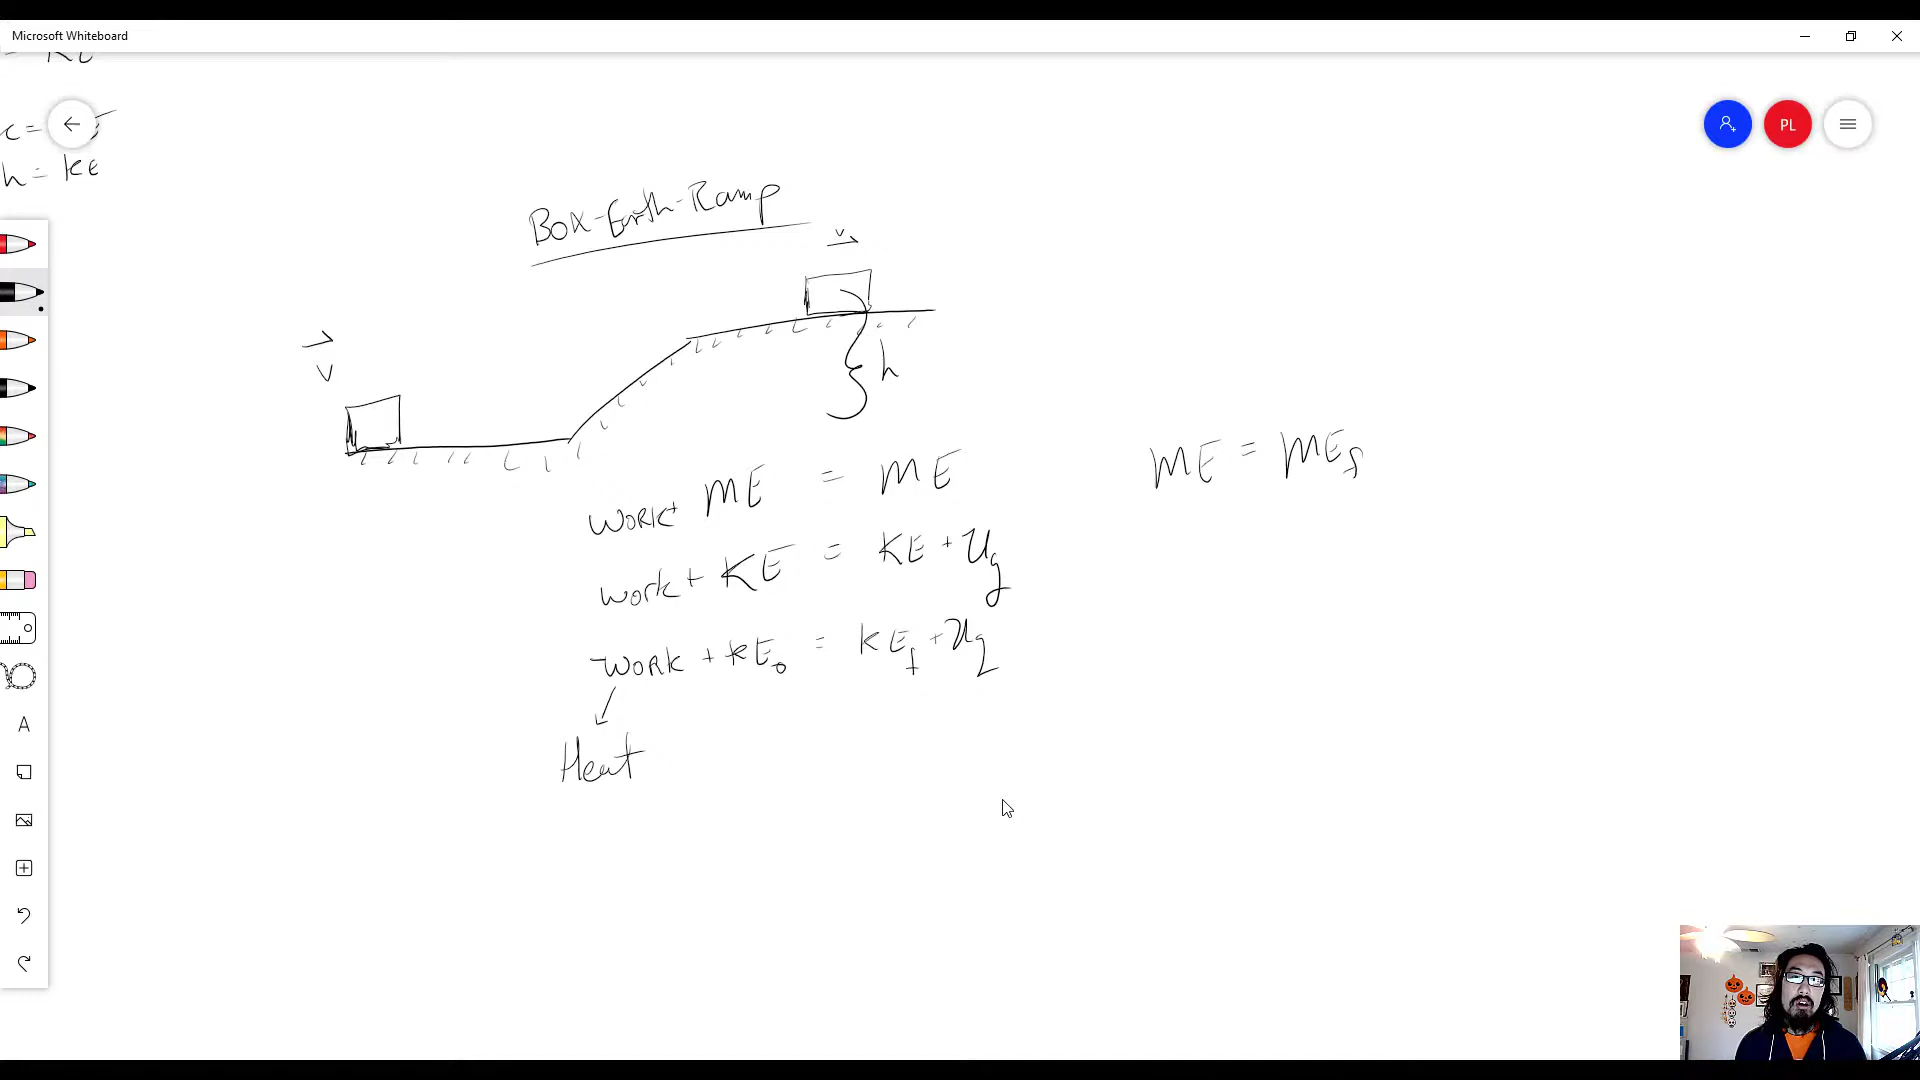 Microsoft Whiteboard
PL
h = KE
Box-Earth-Ramp
v
v
h
work + ME = ME
ME = MEf
work + KE = KE + Ug
-work + KEo = KEf + Ug
Heat
A